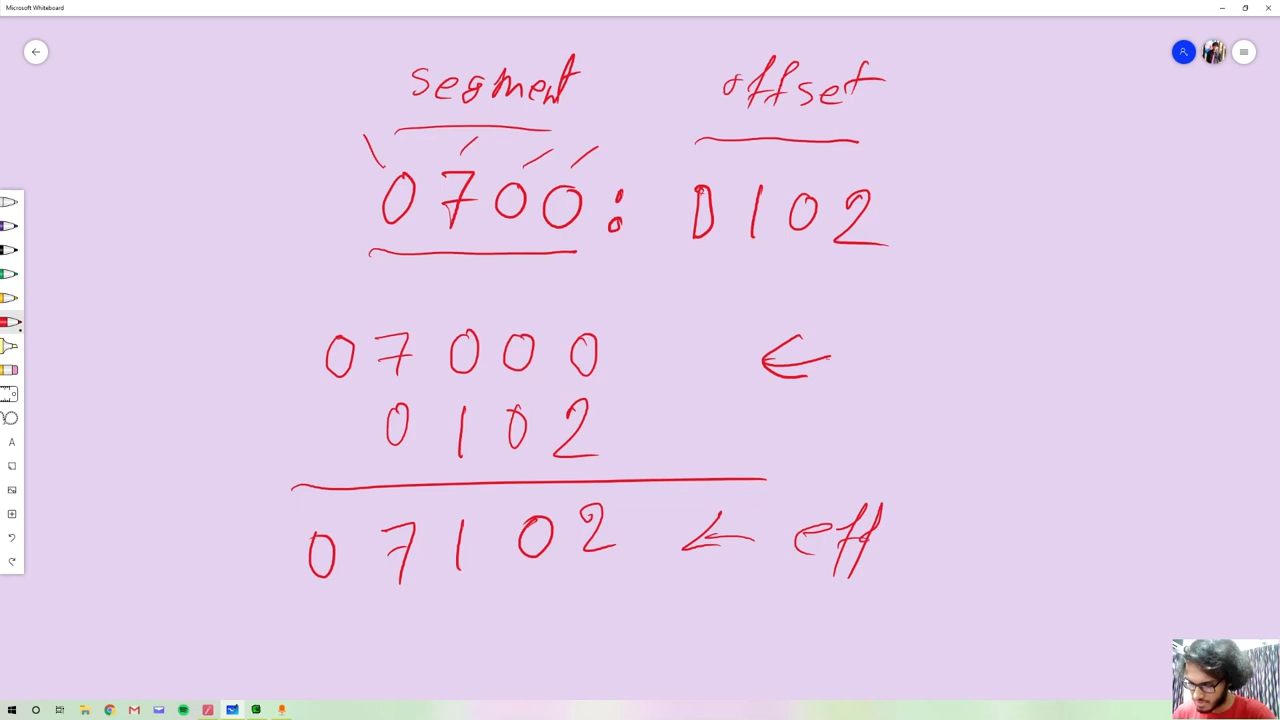 Microsoft Whiteboard
segment offset
0700: 0102
07000 ←
0102
07102 ← eff
A